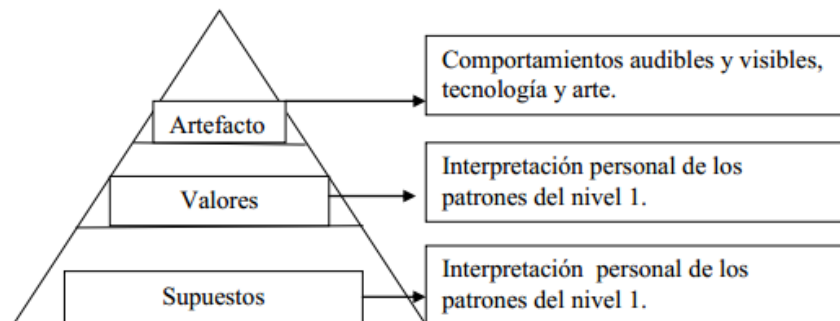 Comportamientos audibles y visibles,
tecnología y arte.
Artefacto
Interpretación personal de los
patrones del nivel 1.
Valores
Interpretación personal de los
patrones del nivel 1.
Supuestos